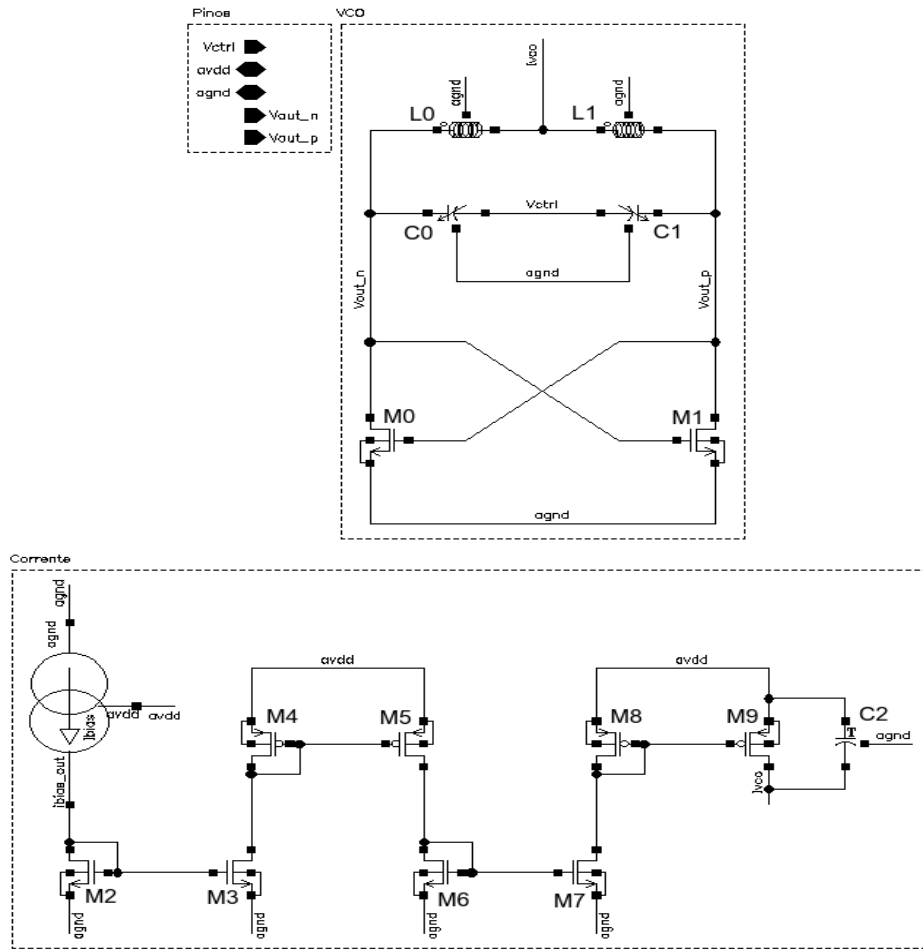 Pinos
Vctrl
avdd
agnd
Vout_n
Vout_p
VCO
Ivco
agnd
agnd
L0
L1
Vctrl
C0
C1
agnd
Vout_n
Vout_p
M0
M1
agnd
Corrente
agnd
agnd
Ibias
avdd
avdd
ibias_out
M2
agnd
M3
agnd
avdd
M4
M5
M6
agnd
M7
agnd
avdd
M8
M9
Ivco
C2
T
agnd